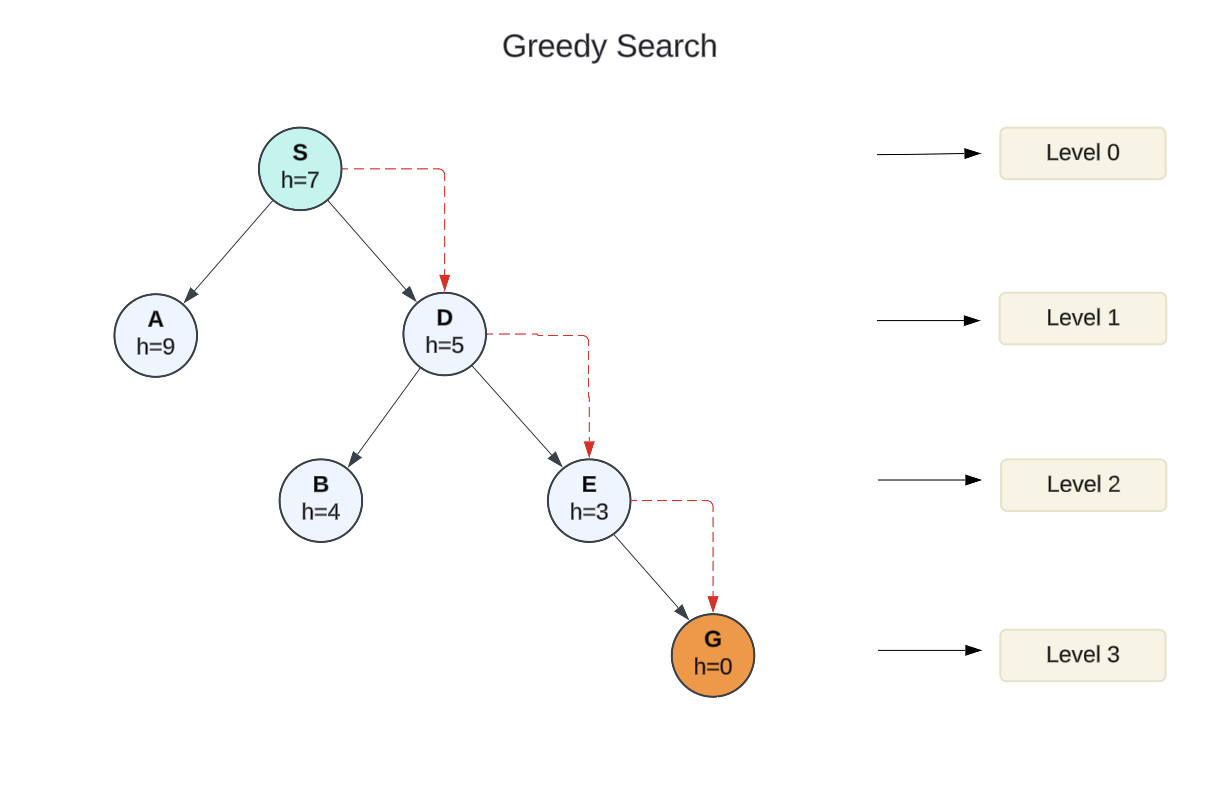 Greedy Search
S
h=7
Level 0
A
h=9
D
h=5
Level 1
B
h=4
E
h=3
Level 2
G
h=0
Level 3